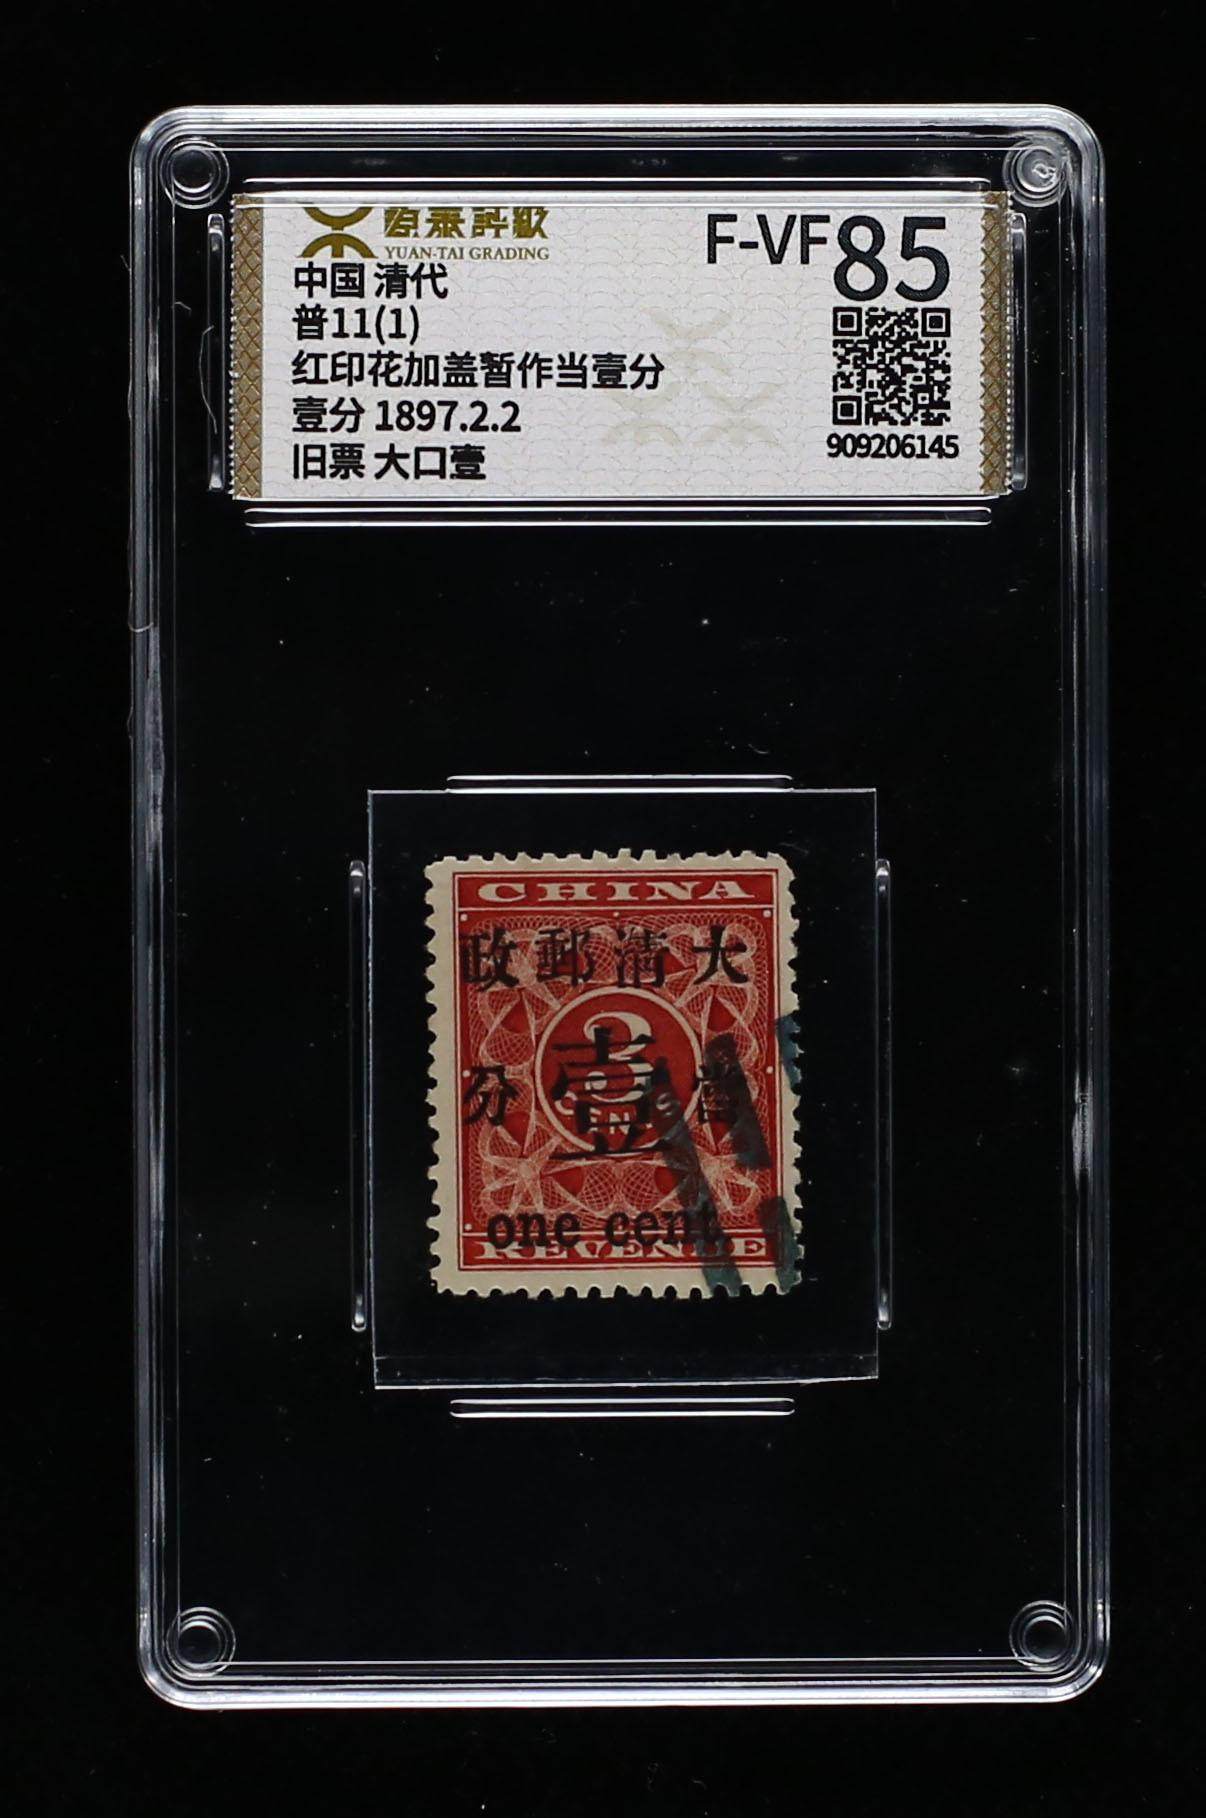 源泰評級
YUAN-TAI GRADING
F-VF 85
中国 清代
普11(1)
红印花加盖暂作当壹分
壹分 1897.2.2
旧票 大口壹
909206145
CHINA
政郵清大
3
分壹當
CENTS
one cent.
REVENUE